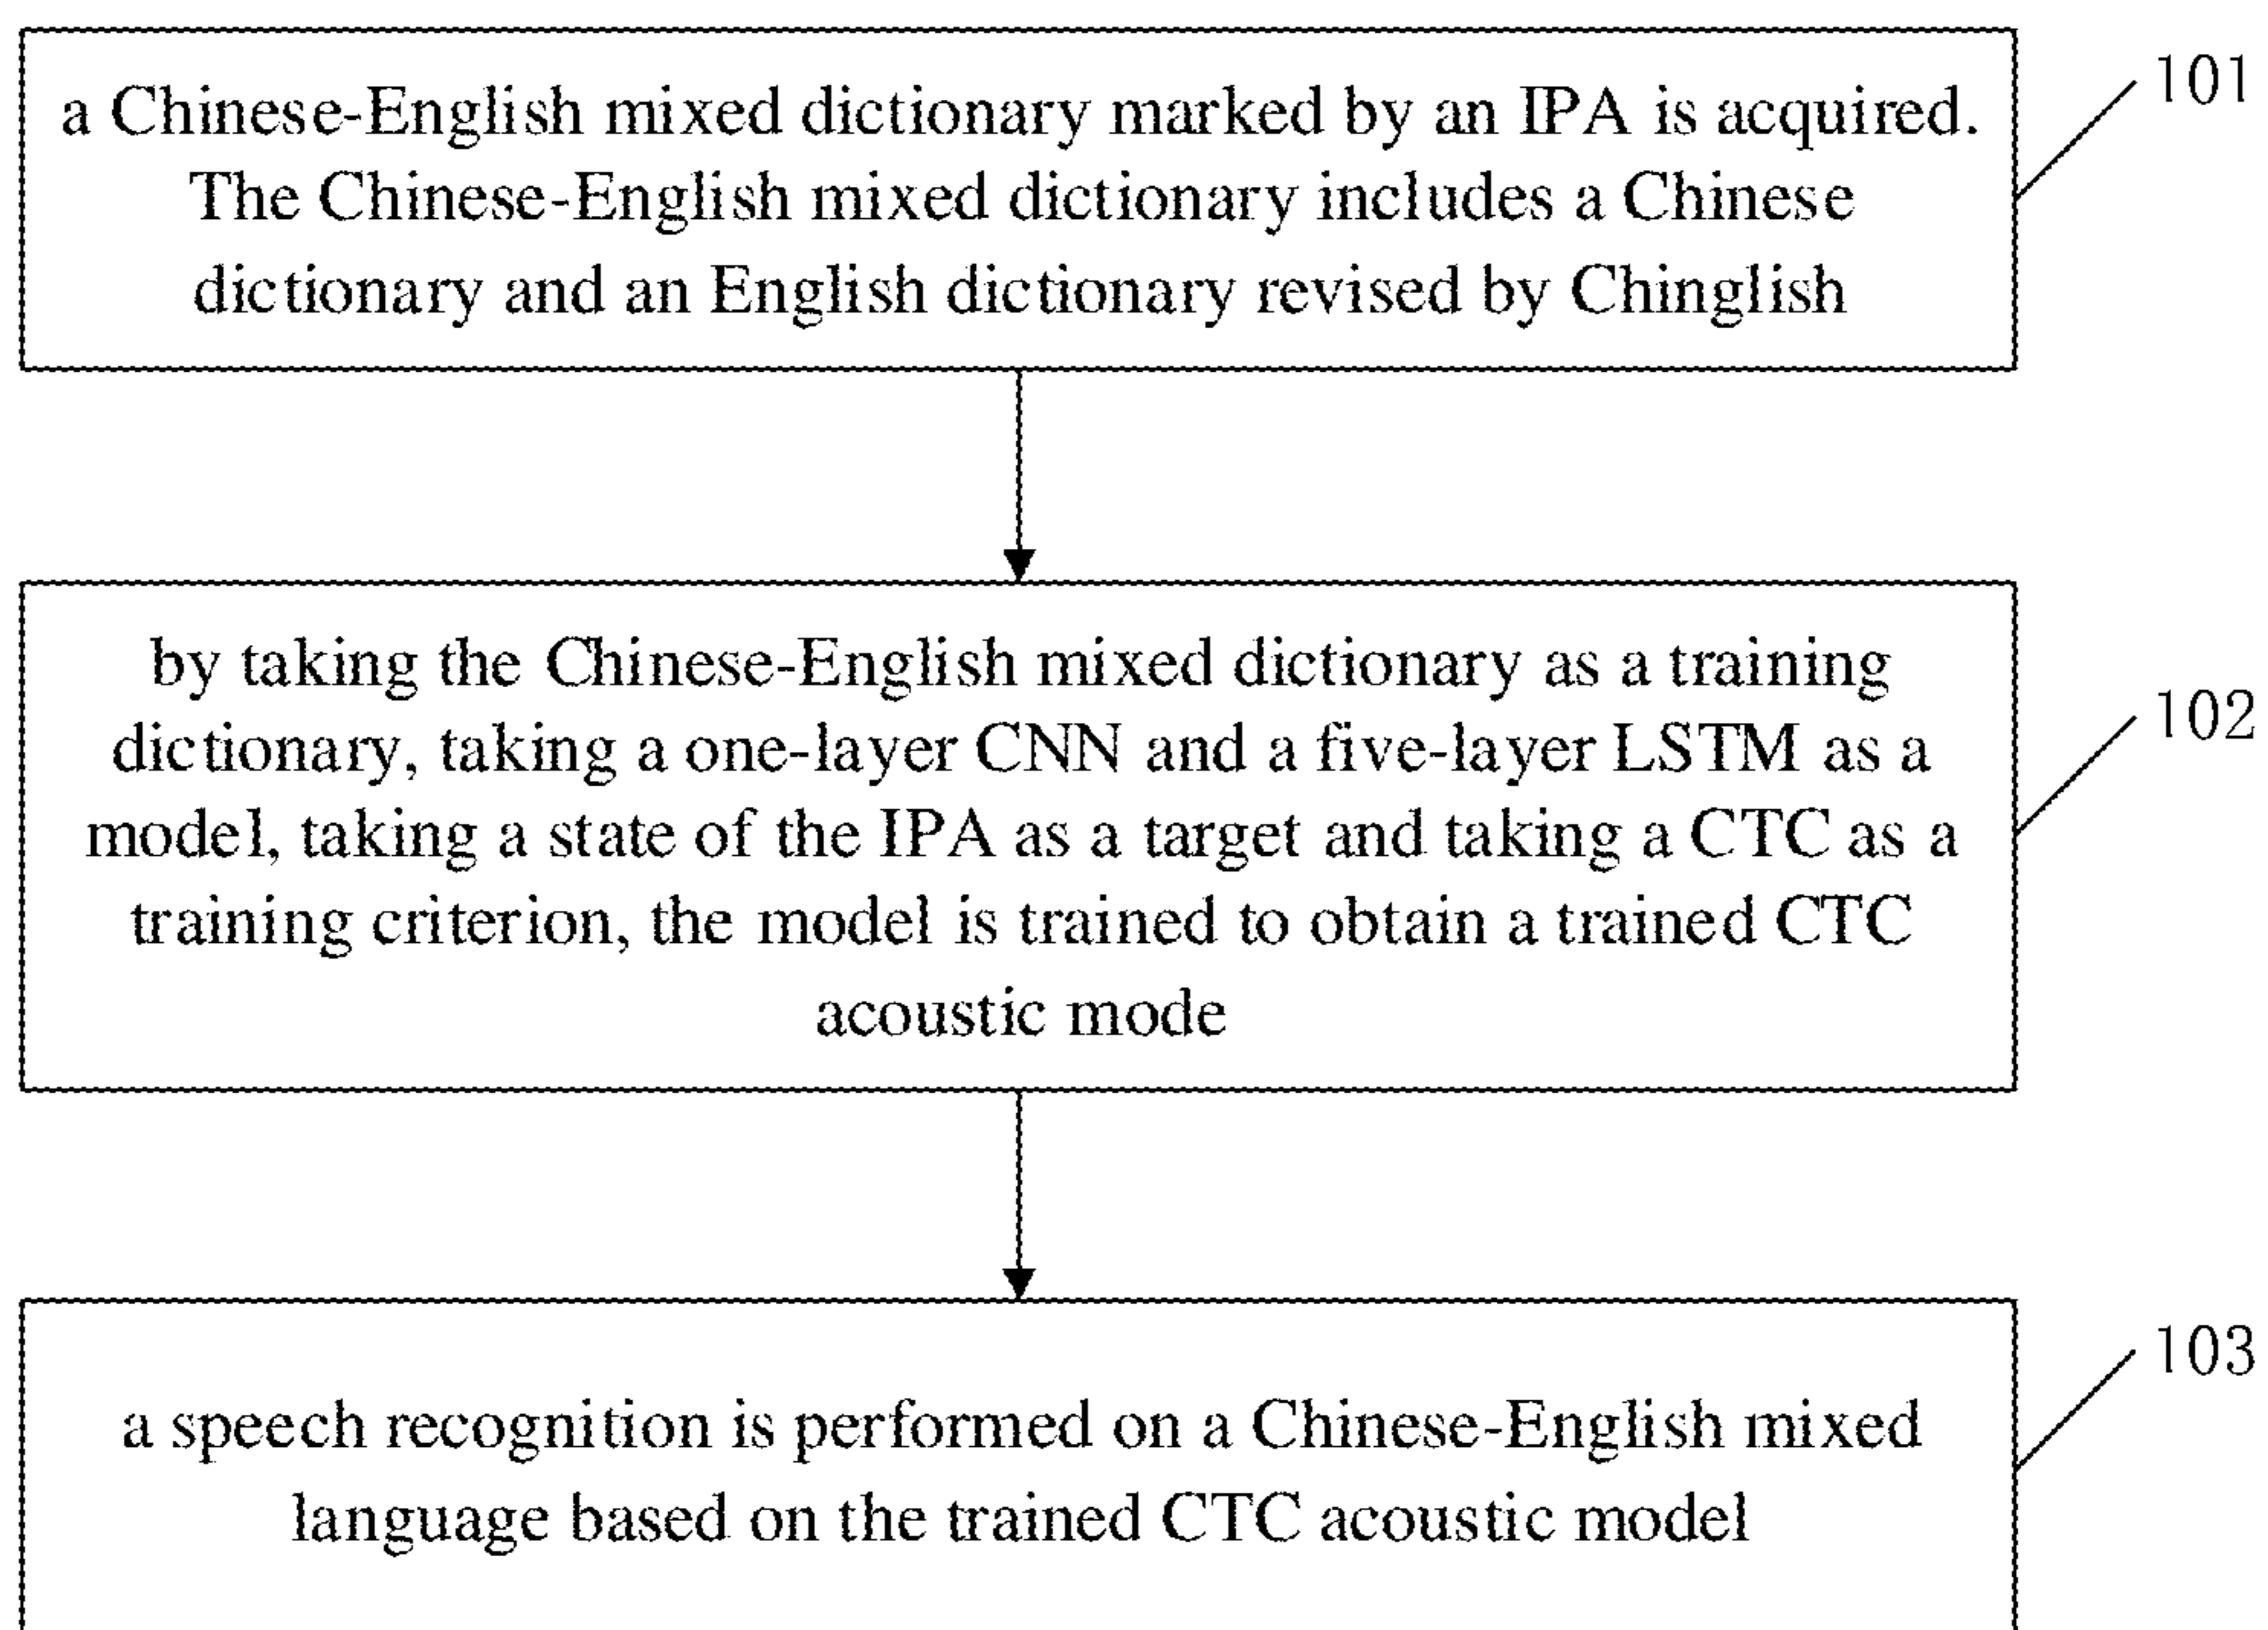 a Chinese-English mixed dictionary marked by an IPA is acquired.
The Chinese-English mixed dictionary includes a Chinese
dictionary and an English dictionary revised by Chinglish
101
by taking the Chinese-English mixed dictionary as a training
dictionary, taking a one-layer CNN and a five-layer LSTM as a
model, taking a state of the IPA as a target and taking a CTC as a
training criterion, the model is trained to obtain a trained CTC
acoustic mode
102
a speech recognition is performed on a Chinese-English mixed
language based on the trained CTC acoustic model
103